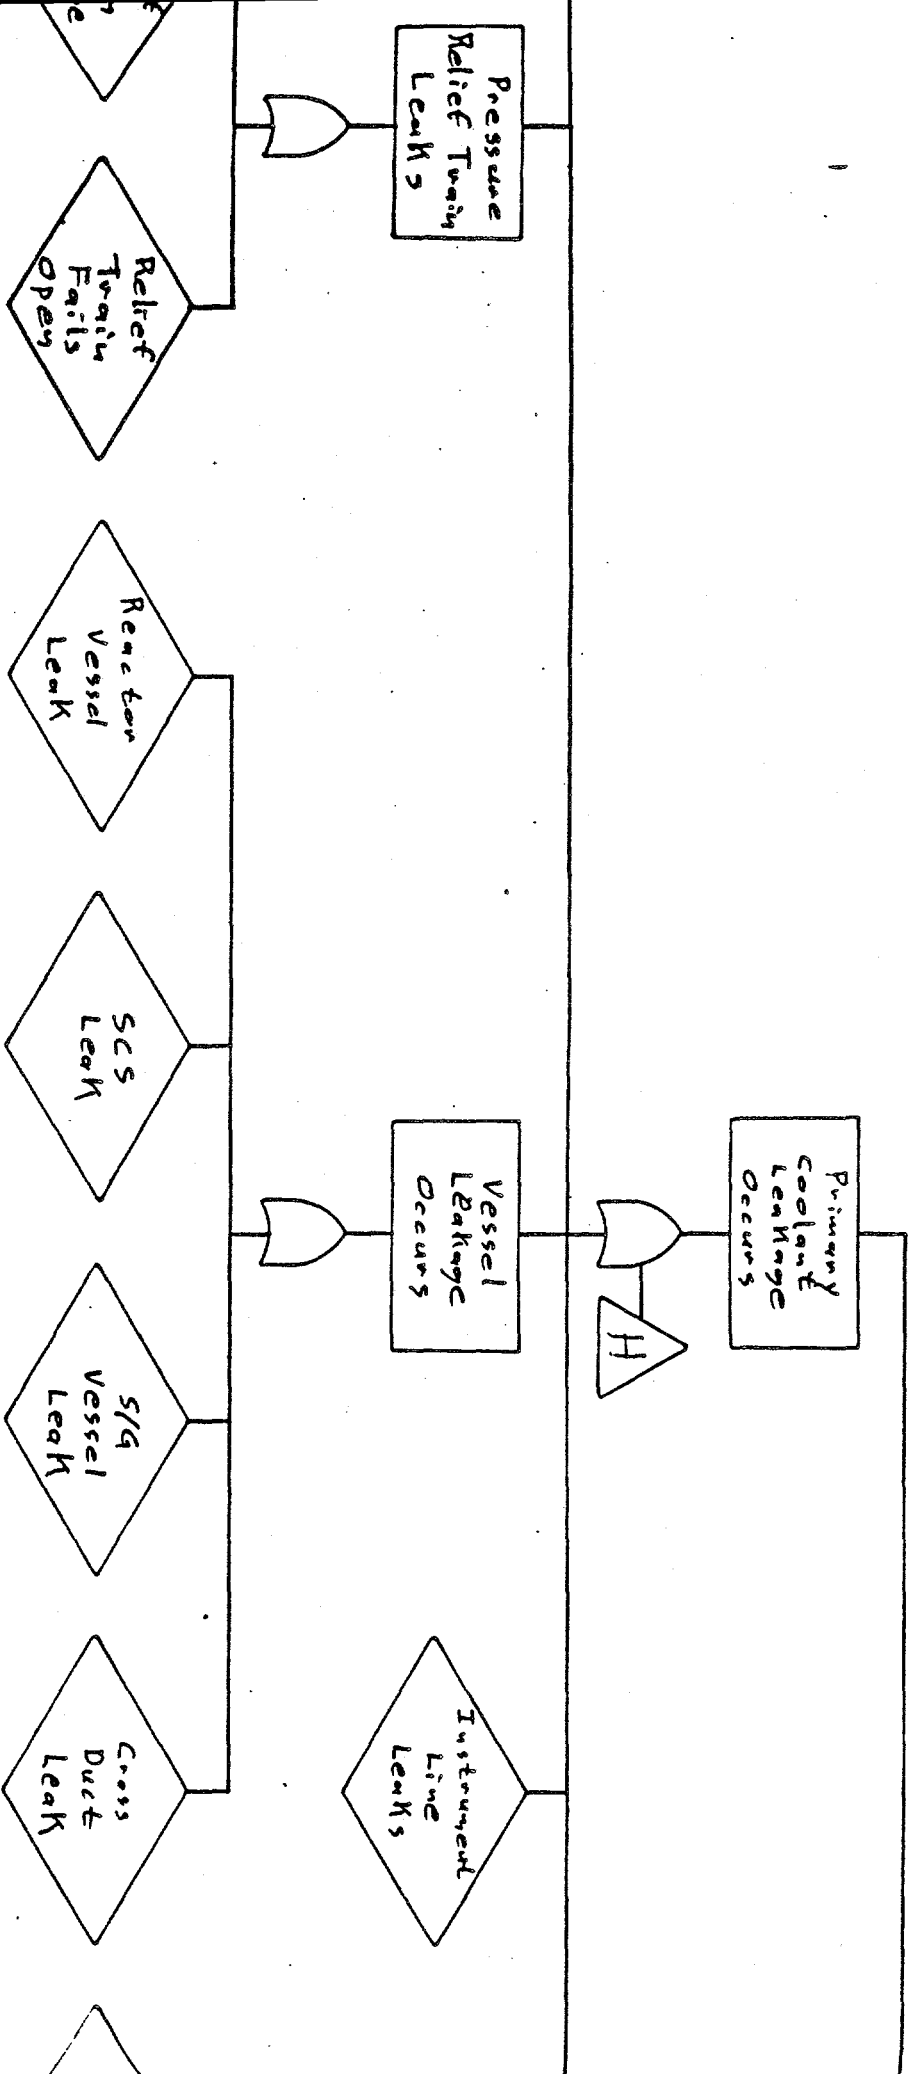 Primary
Coolant
Leakage
Occurs
H
Pressure
Relief Train
Leaks
Vessel
Leakage
Occurs
Instrument
Line
Leaks
Relief
Train
Fails
Open
Reactor
Vessel
Leak
SCS
Leak
S/G
Vessel
Leak
Cross
Duct
Leak